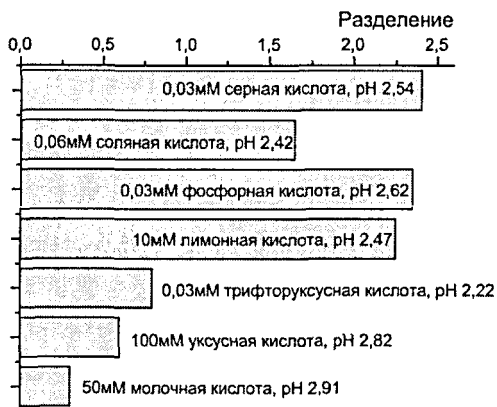 Разделение
0,0 0,5 1,0 1,5 2,0 2,5
0,03мМ серная кислота, pH 2,54
0,06мМ соляная кислота, pH 2,42
0,03мМ фосфорная кислота, pH 2,62
10мМ лимонная кислота, pH 2,47
0,03мМ трифторуксусная кислота, pH 2,22
100мМ уксусная кислота, pH 2,82
50мМ молочная кислота, pH 2,91